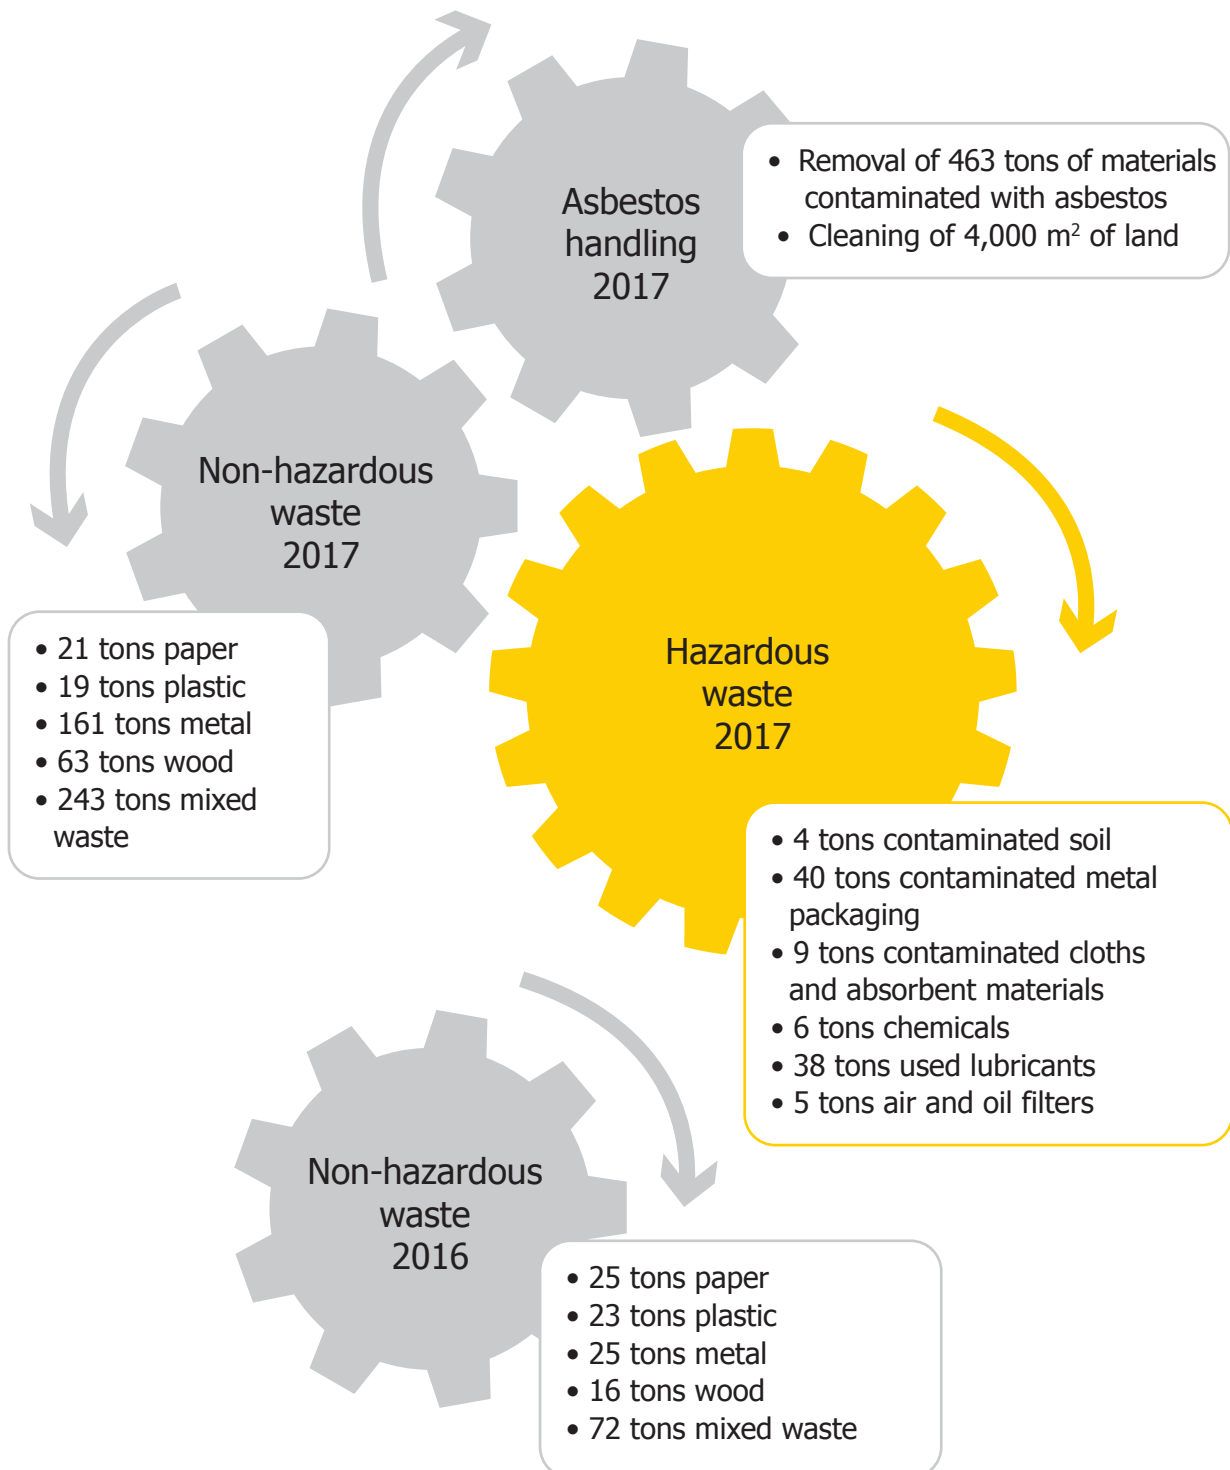 Asbestos
handling
2017
• Removal of 463 tons of materials
contaminated with asbestos
• Cleaning of 4,000 m² of land
Non-hazardous
waste
2017
• 21 tons paper
• 19 tons plastic
• 161 tons metal
• 63 tons wood
• 243 tons mixed
waste
Hazardous
waste
2017
• 4 tons contaminated soil
• 40 tons contaminated metal
packaging
• 9 tons contaminated cloths
and absorbent materials
• 6 tons chemicals
• 38 tons used lubricants
• 5 tons air and oil filters
Non-hazardous
waste
2016
• 25 tons paper
• 23 tons plastic
• 25 tons metal
• 16 tons wood
• 72 tons mixed waste